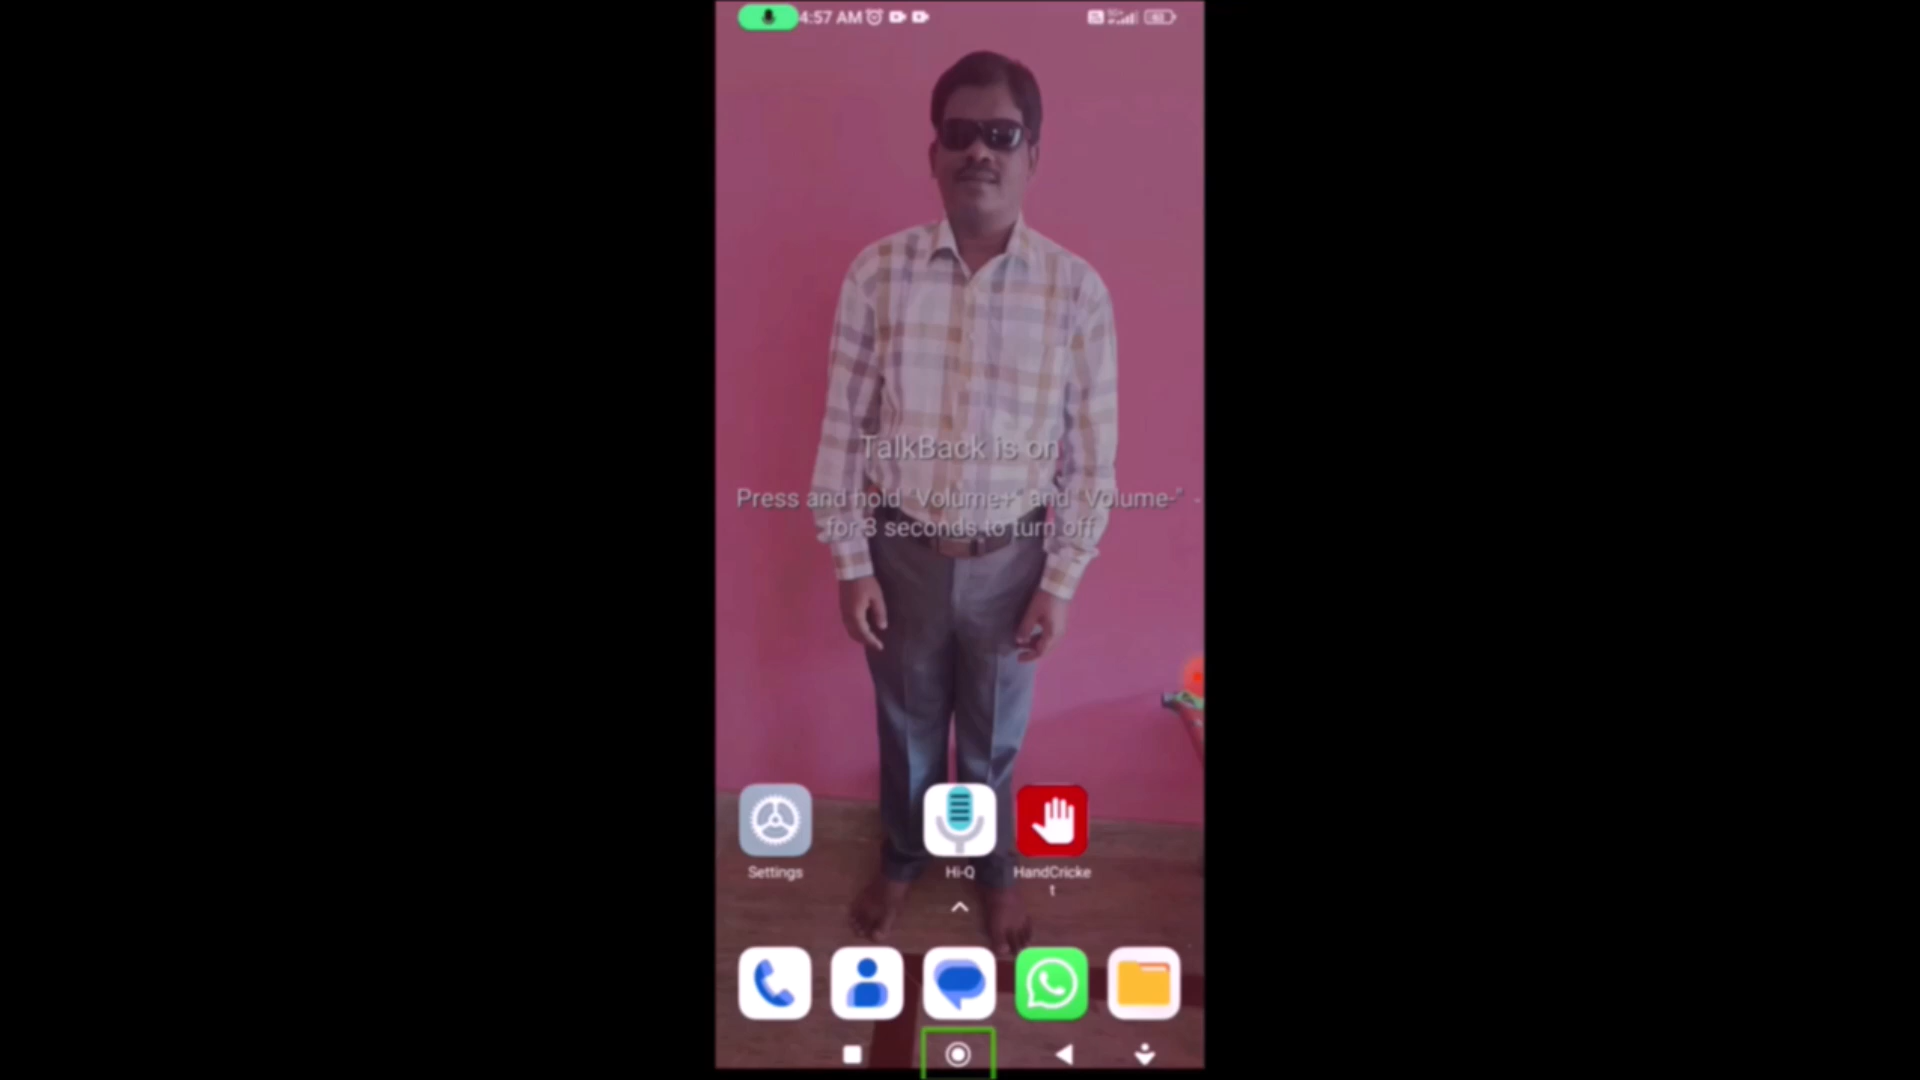 4:57 AM
TalkBack is on
Press and hold "Volume+" and "Volume-"
for 3 seconds to turn off
Settings
Hi-Q
HandCricke
t